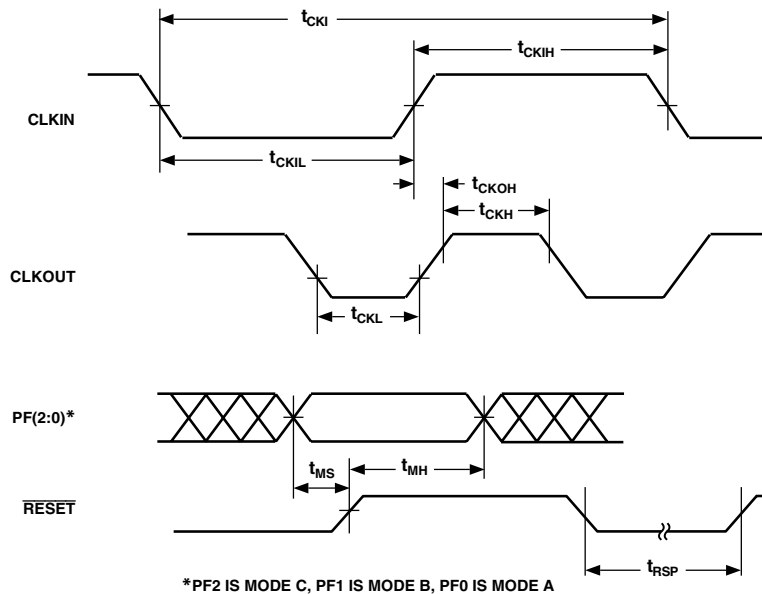 tCKI
tCKIH
CLKIN
tCKIL
tCKOH
tCKH
CLKOUT
tCKL
PF(2:0)*
tMS
tMH
RESET
tRSP
*PF2 IS MODE C, PF1 IS MODE B, PF0 IS MODE A